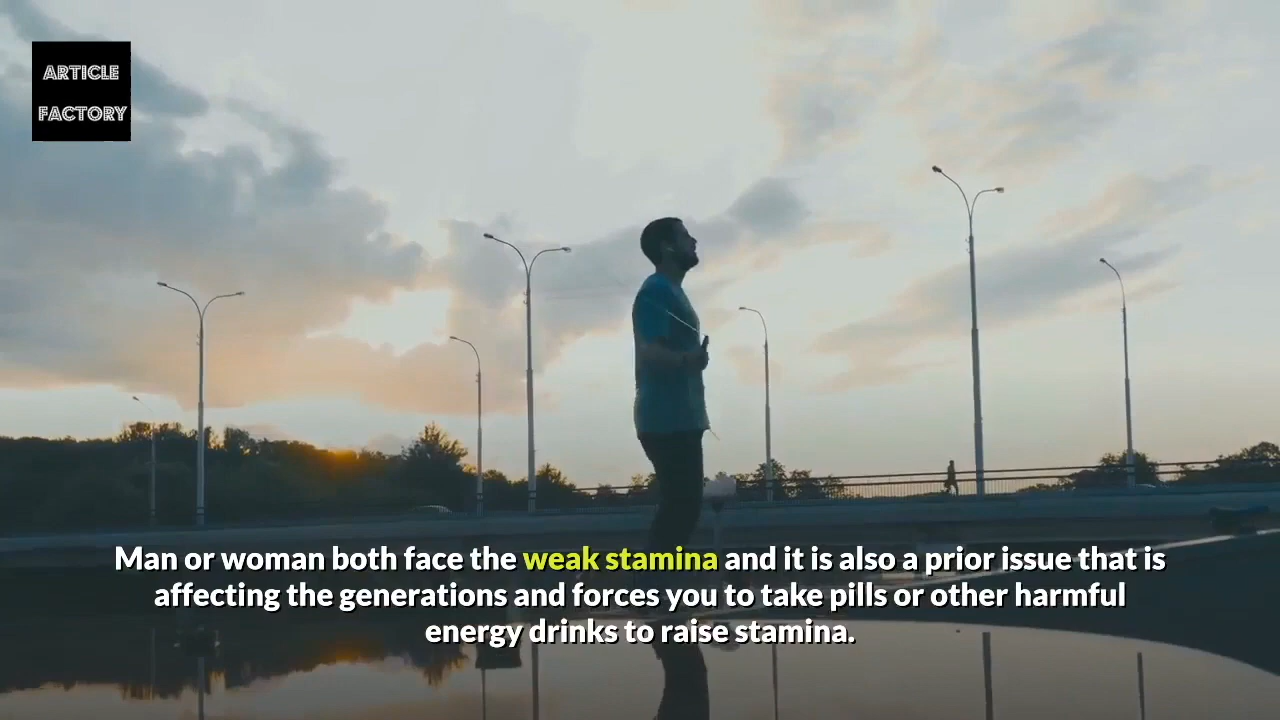 ARTICLE
FACTORY
Man or woman both face the weak stamina and it is also a prior issue that is
affecting the generations and forces you to take pills or other harmful
energy drinks to raise stamina.